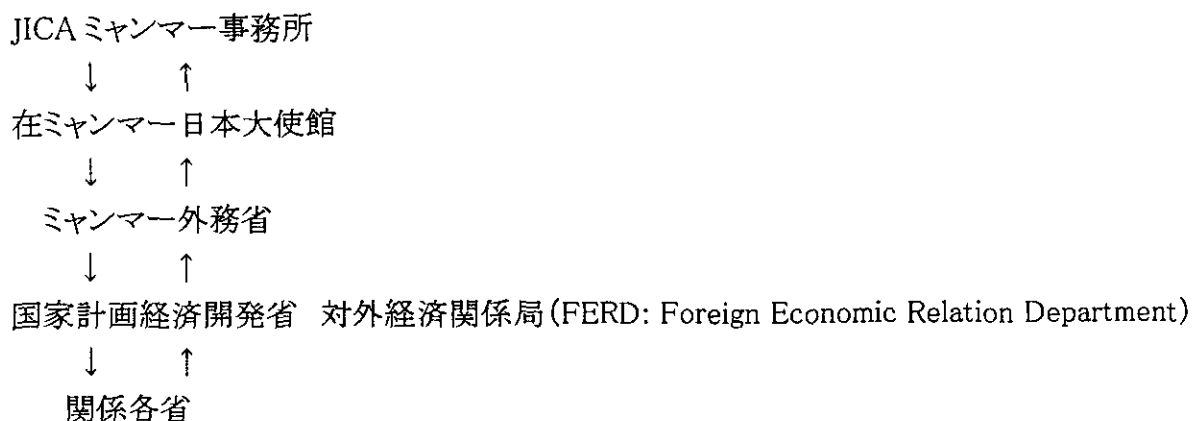 JICAミャンマー事務所
↓ ↑
在ミャンマー日本大使館
↓ ↑
ミャンマー外務省
↓ ↑
国家計画経済開発省 対外経済関係局(FERD: Foreign Economic Relation Department)
↓ ↑
関係各省